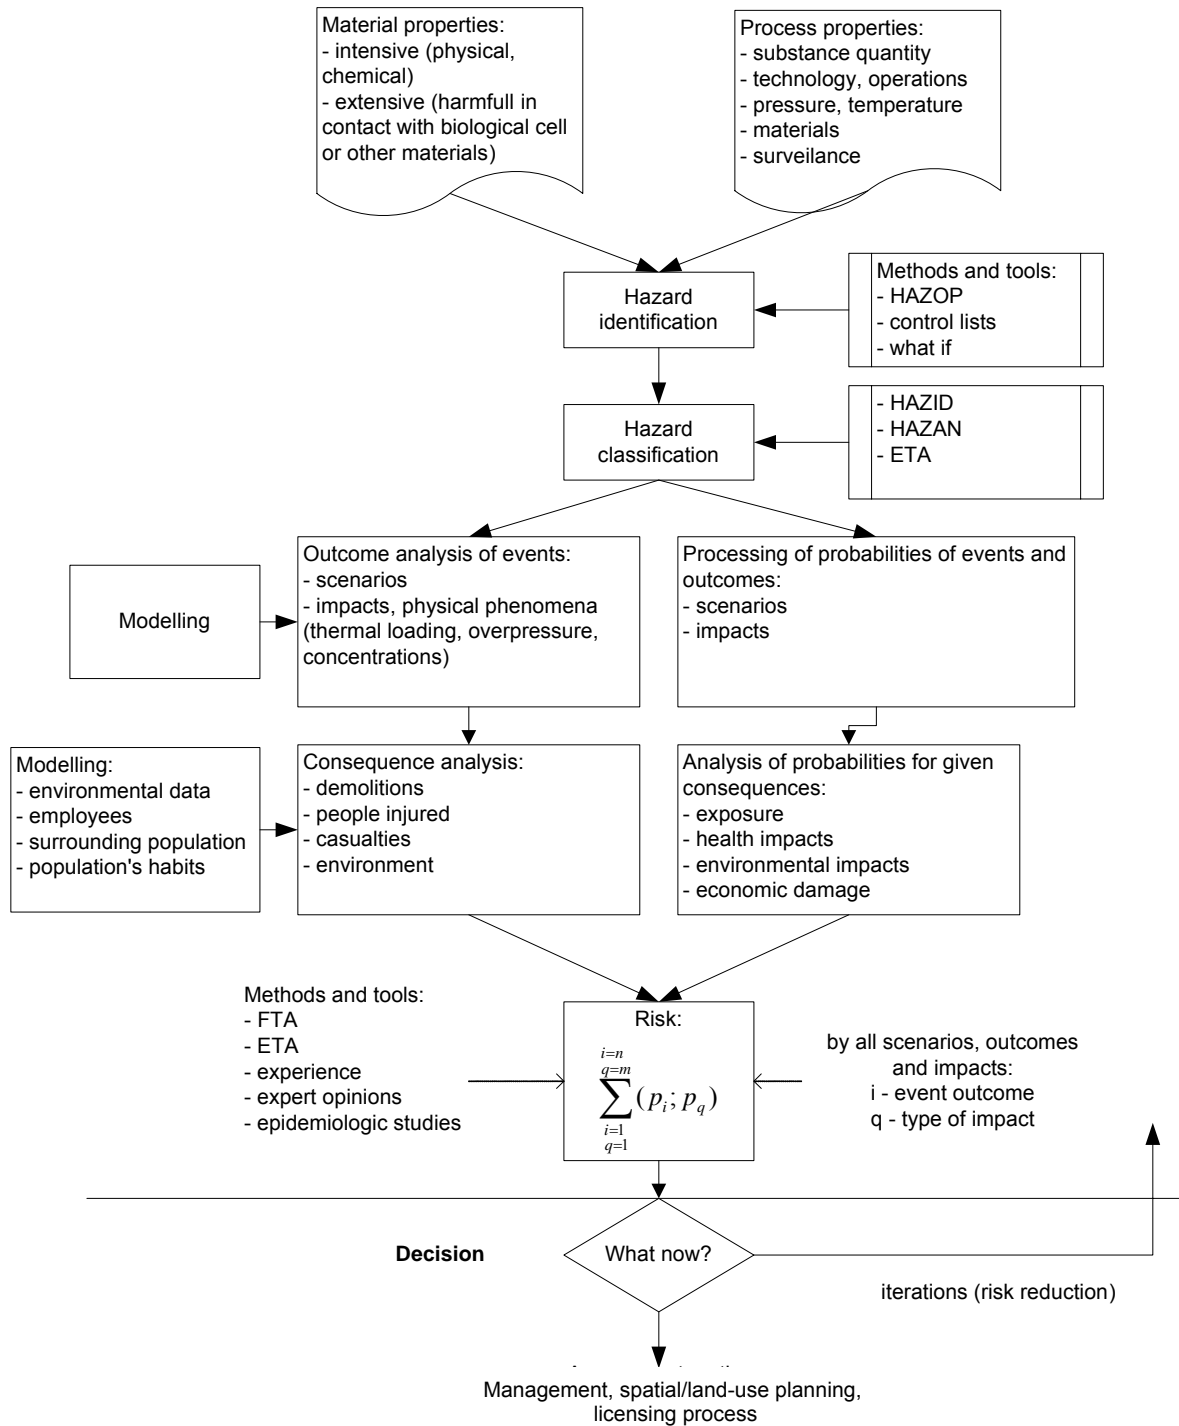 Material properties:
- intensive (physical,
chemical)
- extensive (harmfull in
contact with biological cell
or other materials)
Process properties:
- substance quantity
- technology, operations
- pressure, temperature
- materials
- surveilance
Hazard
identification
Methods and tools:
- HAZOP
- control lists
- what if
Hazard
classification
- HAZID
- HAZAN
- ETA
Modelling
Outcome analysis of events:
- scenarios
- impacts, physical phenomena
(thermal loading, overpressure,
concentrations)
Processing of probabilities of events and
outcomes:
- scenarios
- impacts
Modelling:
- environmental data
- employees
- surrounding population
- population's habits
Consequence analysis:
- demolitions
- people injured
- casualties
- environment
Analysis of probabilities for given
consequences:
- exposure
- health impacts
- environmental impacts
- economic damage
Methods and tools:
- FTA
- ETA
- experience
- expert opinions
- epidemiologic studies
Risk:
i=n
q=m
∑(p_i; p_q)
i=1
q=1
by all scenarios, outcomes
and impacts:
i - event outcome
q - type of impact
Decision
What now?
iterations (risk reduction)
Management, spatial/land-use planning,
licensing process